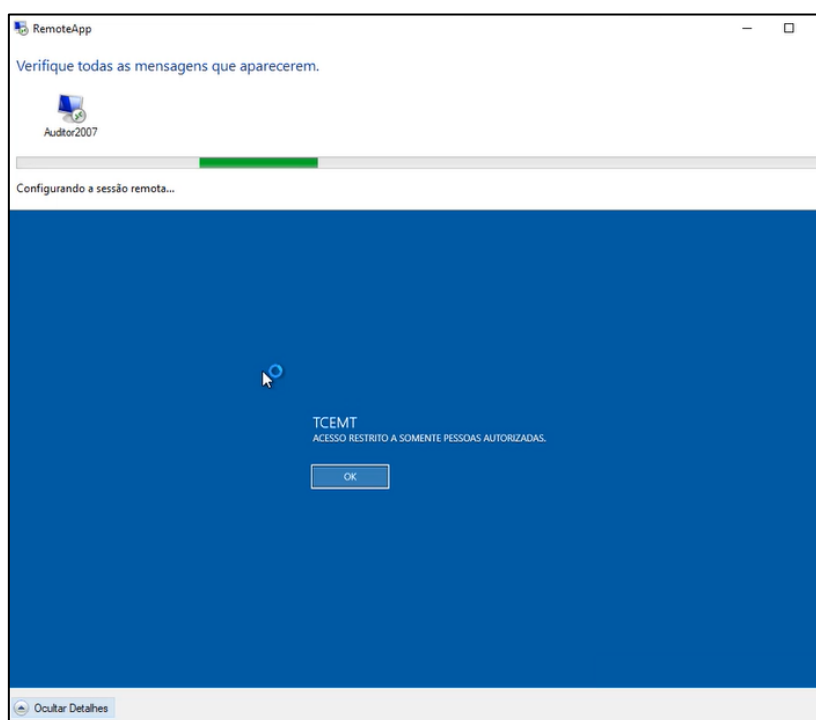 RemoteApp
Verifique todas as mensagens que aparecerem.
Auditor2007
Configurando a sessão remota...
TCEMT
ACESSO RESTRITO A SOMENTE PESSOAS AUTORIZADAS.
OK
Ocultar Detalhes